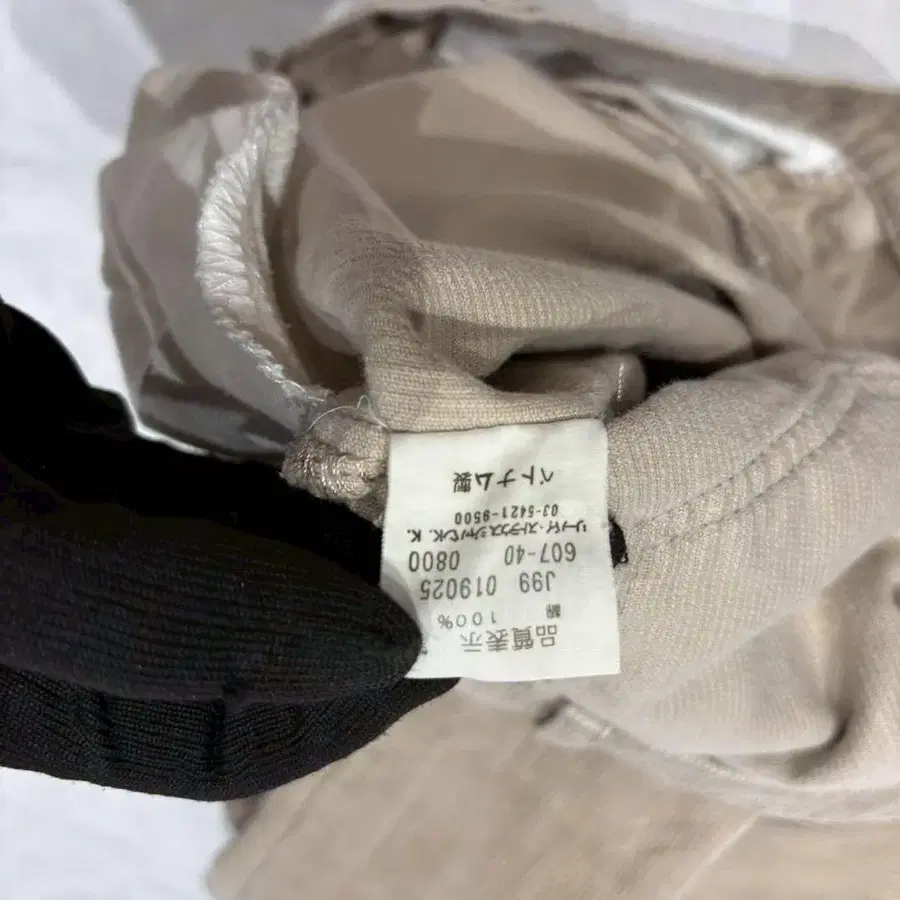 品質表示
綿 100%
J99 019025
607-40 0800
リーバイ・ストラウス ジャパン K. K.
03-5421-9500
ベトナム製